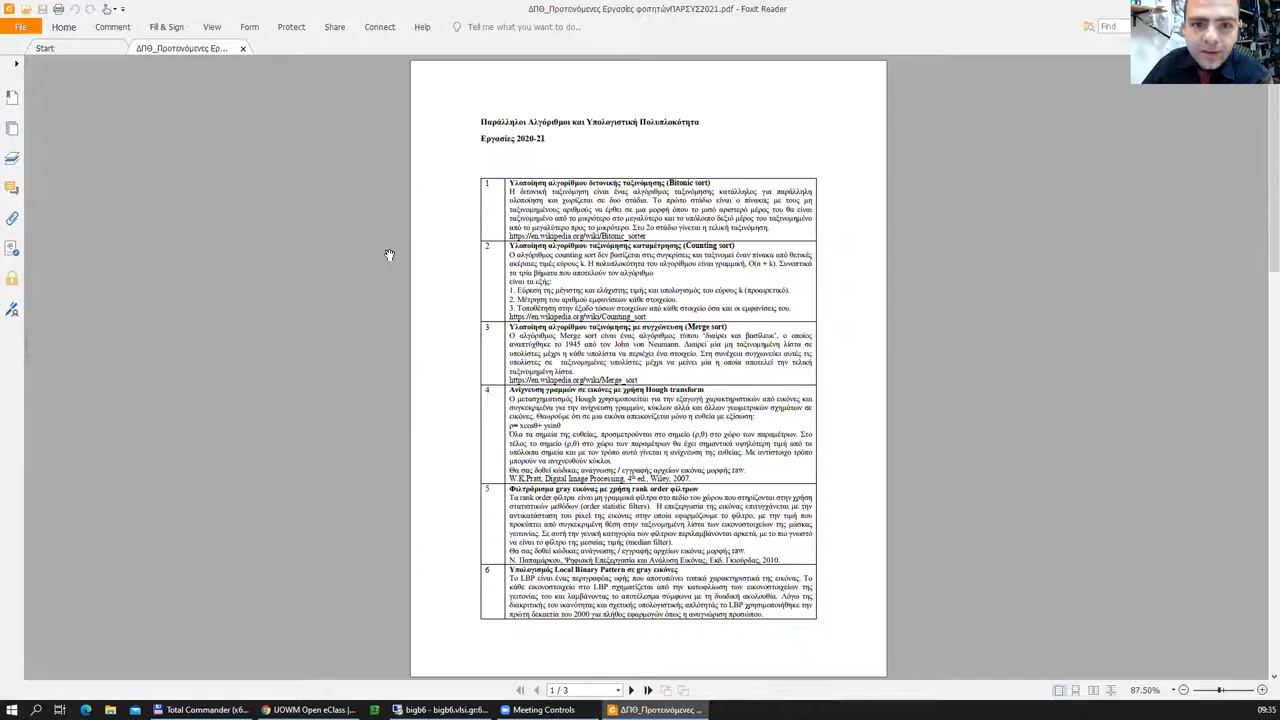 ΔΠΘ_Προτεινόμενες Εργασίες φοιτητώνΠΑΡΣΥΣ2021.pdf - Foxit Reader
File Home Comment Fill & Sign View Form Protect Share Connect Help Tell me what you want to do... Find
Start ΔΠΘ_Προτεινόμενες Ερ...
Παράλληλοι Αλγόριθμοι και Υπολογιστική Πολυπλοκότητα
Εργασίες 2020-21
1 Υλοποίηση αλγορίθμου διτονικής ταξινόμησης (Bitonic sort)
Η διτονική ταξινόμηση είναι ένας αλγόριθμος ταξινόμησης κατάλληλος για παράλληλη
υλοποίηση και χωρίζεται σε δυο στάδια. Το πρώτο στάδιο είναι ο πίνακας με τους μη
ταξινομημένους αριθμούς να έρθει σε μια μορφή όπου το μισό αριστερό μέρος του θα είναι
ταξινομημένο από το μικρότερο στο μεγαλύτερο και το υπόλοιπο δεξιό μέρος του ταξινομημένο
από το μεγαλύτερο προς το μικρότερο. Στο 2ο στάδιο γίνεται η τελική ταξινόμηση.
https://en.wikipedia.org/wiki/Bitonic_sorter
2 Υλοποίηση αλγορίθμου ταξινόμησης καταμέτρησης (Counting sort)
Ο αλγόριθμος counting sort δεν βασίζεται στις συγκρίσεις και ταξινομεί έναν πίνακα από θετικές
ακέραιες τιμές εύρους k. Η πολυπλοκότητα του αλγορίθμου είναι γραμμική, O(n + k). Συνοπτικά
τα τρία βήματα που αποτελούν τον αλγόριθμο
είναι τα εξής:
1. Εύρεση της μέγιστης και ελάχιστης τιμής και υπολογισμός του εύρους k (προαιρετικό).
2. Μέτρηση του αριθμού εμφανίσεων κάθε στοιχείου.
3. Τοποθέτηση στην έξοδο τόσων στοιχείων από κάθε στοιχείο όσα και οι εμφανίσεις του.
https://en.wikipedia.org/wiki/Counting_sort
3 Υλοποίηση αλγορίθμου ταξινόμησης με συγχώνευση (Merge sort)
Ο αλγόριθμος Merge sort είναι ένας αλγόριθμος τύπου 'διαίρει και βασίλευε', ο οποίος
αναπτύχθηκε το 1945 από τον John von Neumann. Διαιρεί μία μη ταξινομημένη λίστα σε
υπολίστες μέχρι η κάθε υπολίστα να περιέχει ένα στοιχείο. Στη συνέχεια συγχωνεύει αυτές τις
υπολίστες σε ταξινομημένες υπολίστες μέχρι να μείνει μία η οποία αποτελεί την τελική
ταξινομημένη λίστα.
https://en.wikipedia.org/wiki/Merge_sort
4 Ανίχνευση γραμμών σε εικόνες με χρήση Hough transform
Ο μετασχηματισμός Hough χρησιμοποιείται για την εξαγωγή χαρακτηριστικών από εικόνες και
συγκεκριμένα για την ανίχνευση γραμμών, κύκλων αλλά και άλλων γεωμετρικών σχημάτων σε
εικόνες. Θεωρούμε ότι σε μια εικόνα απεικονίζεται μόνο η ευθεία με εξίσωση:
ρ= xcosθ+ ysinθ
Όλα τα σημεία της ευθείας, προσμετρούνται στο σημείο (ρ,θ) στο χώρο των παραμέτρων. Στο
τέλος το σημείο (ρ,θ) στο χώρο των παραμέτρων θα έχει σημαντικά υψηλότερη τιμή από τα
υπόλοιπα σημεία και με τον τρόπο αυτό γίνεται η ανίχνευση της ευθείας. Με αντίστοιχο τρόπο
μπορούν να ανιχνευθούν κύκλοι.
Θα σας δοθεί κώδικας ανάγνωσης / εγγραφής αρχείων εικόνας μορφής raw.
W.K.Pratt, Digital Image Processing, 4th ed., Wiley, 2007.
5 Φιλτράρισμα gray εικόνας με χρήση rank order φίλτρων
Τα rank order φίλτρα είναι μη γραμμικά φίλτρα στο πεδίο του χώρου που στηρίζονται στην χρήση
στατιστικών μεθόδων (order statistic filters). Η επεξεργασία της εικόνας επιτυγχάνεται με την
αντικατάσταση του pixel της εικόνας στην οποία εφαρμόζουμε το φίλτρο, με την τιμή που
προκύπτει από συγκεκριμένη θέση στην ταξινομημένη λίστα των εικονοστοιχείων της μάσκας
γειτονίας. Σε αυτή την γενική κατηγορία των φίλτρων περιλαμβάνονται αρκετά, με το πιο γνωστό
να είναι το φίλτρο της μεσαίας τιμής (median filter).
Θα σας δοθεί κώδικας ανάγνωσης / εγγραφής αρχείων εικόνας μορφής raw.
Ν. Παπαμάρκου, Ψηφιακή Επεξεργασία και Ανάλυση Εικόνας, Εκδ. Γκιούρδας, 2010.
6 Υπολογισμός Local Binary Pattern σε gray εικόνες
Το LBP είναι ένας περιγραφέας υφής που αποτυπώνει τοπικά χαρακτηριστικά της εικόνας. Το
κάθε εικονοστοιχείο στο LBP σχηματίζεται από την κατωφλίωση των εικονοστοιχείων της
γειτονίας του και λαμβάνοντας το αποτέλεσμα σύμφωνα με τη δυαδική ακολουθία. Λόγω της
διακριτικής του ικανότητας και σχετικής υπολογιστικής απλότητάς το LBP χρησιμοποιήθηκε την
πρώτη δεκαετία του 2000 για πλήθος εφαρμογών όπως η αναγνώριση προσώπου.
1 / 3 87.50%
Total Commander (x6... UOWM Open eClass |... bigb6 - bigb6.vlsi.gr:6... Meeting Controls ΔΠΘ_Προτεινόμενες ... 09:35